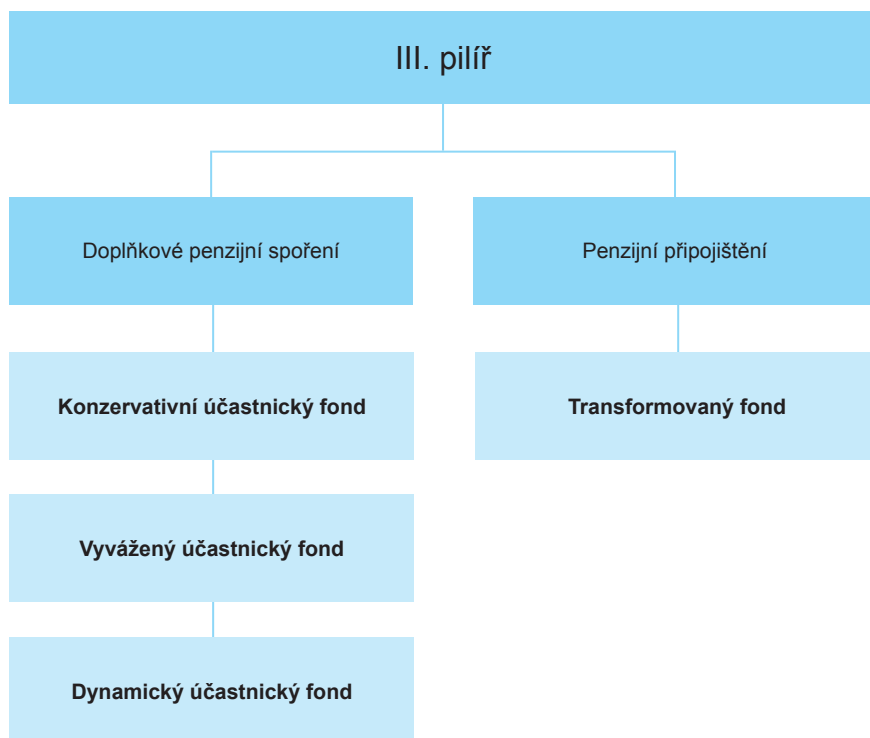 III. pilíř
Doplňkové penzijní spoření
Penzijní připojištění
Konzervativní účastnický fond
Transformovaný fond
Vyvážený účastnický fond
Dynamický účastnický fond